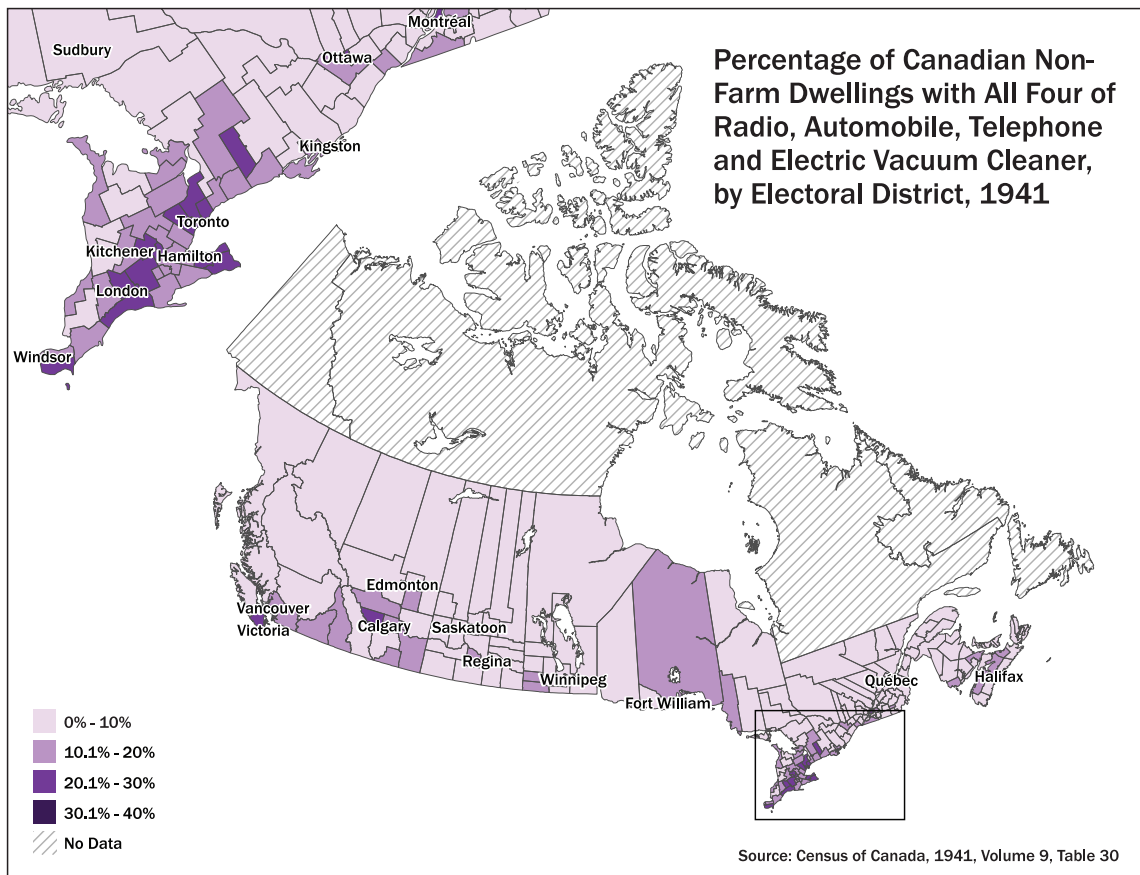 Percentage of Canadian Non-
Farm Dwellings with All Four of
Radio, Automobile, Telephone
and Electric Vacuum Cleaner,
by Electoral District, 1941
Montréal
Sudbury
Ottawa
Kingston
Toronto
Kitchener
Hamilton
London
Windsor
Edmonton
Vancouver
Victoria
Calgary
Saskatoon
Regina
Winnipeg
Fort William
Québec
Halifax
0% - 10%
10.1% - 20%
20.1% - 30%
30.1% - 40%
No Data
Source: Census of Canada, 1941, Volume 9, Table 30